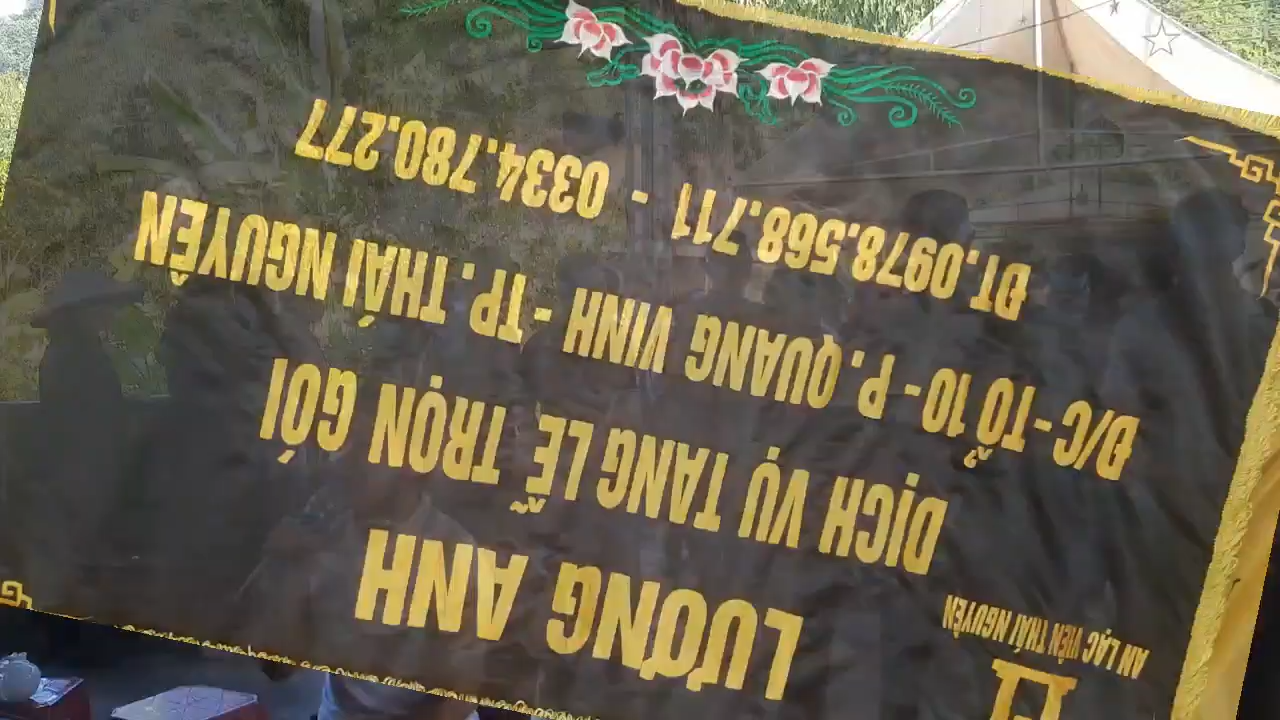 AN LẠC VIÊN THÁI NGUYÊN
LƯƠNG ANH
DỊCH VỤ TANG LỄ TRỌN GÓI
Đ/C - TỔ 10 - P. QUANG VINH - TP. THÁI NGUYÊN
ĐT.0978.568.711 - 0334.780.277